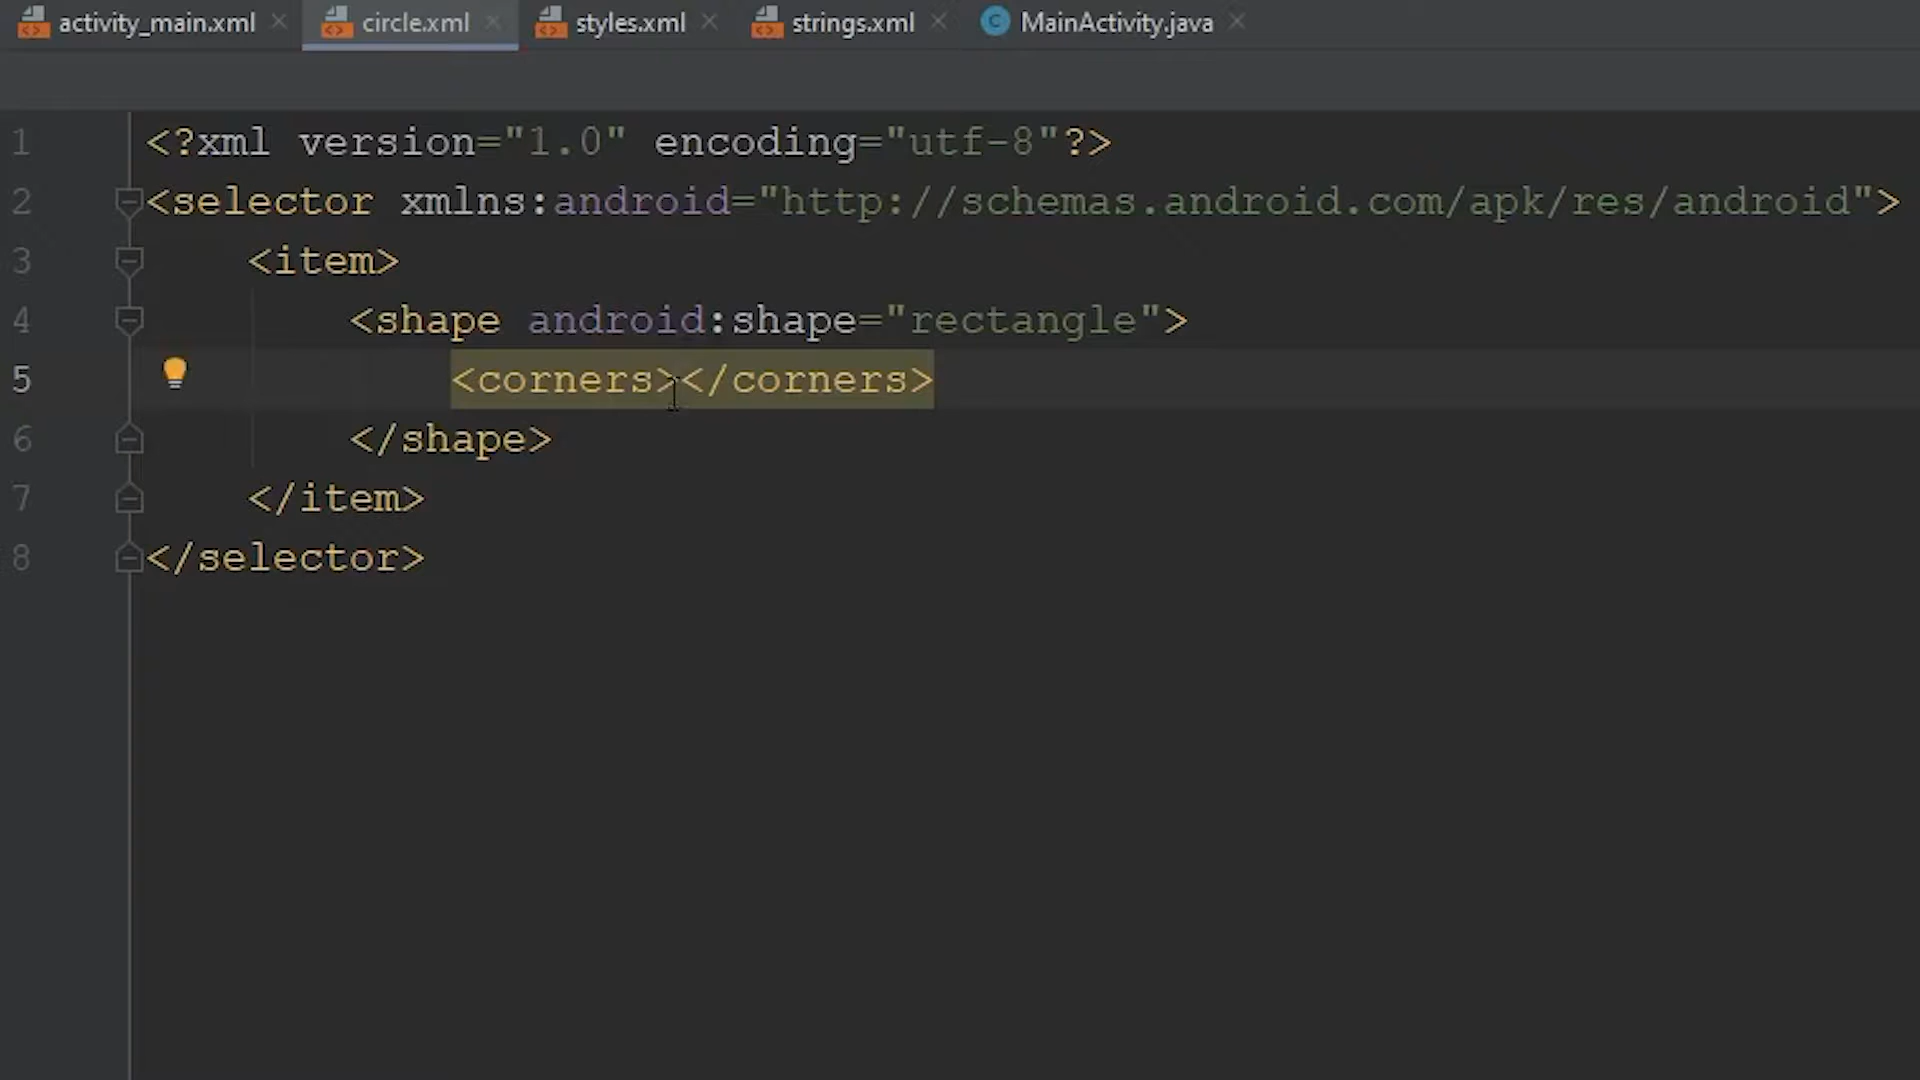 activity_main.xml circle.xml styles.xml strings.xml MainActivity.java
1 <?xml version="1.0" encoding="utf-8"?>
2 <selector xmlns:android="http://schemas.android.com/apk/res/android">
3 <item>
4 <shape android:shape="rectangle">
5 <corners></corners>
6 </shape>
7 </item>
8 </selector>